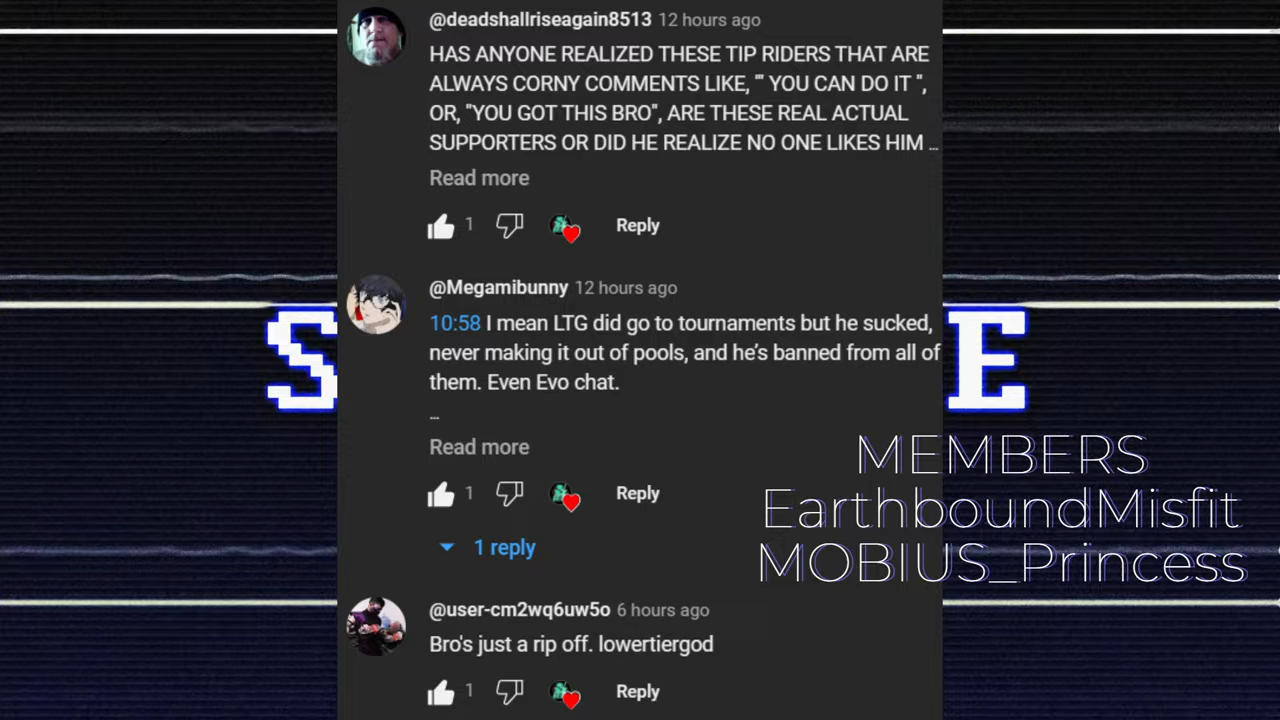 @deadshallriseagain8513 12 hours ago
HAS ANYONE REALIZED THESE TIP RIDERS THAT ARE
ALWAYS CORNY COMMENTS LIKE, "' YOU CAN DO IT ",
OR, "YOU GOT THIS BRO", ARE THESE REAL ACTUAL
SUPPORTERS OR DID HE REALIZE NO ONE LIKES HIM ...
Read more
1 Reply
@Megamibunny 12 hours ago
10:58 I mean LTG did go to tournaments but he sucked,
never making it out of pools, and he's banned from all of
them. Even Evo chat.
...
Read more
1 Reply
1 reply
@user-cm2wq6uw5o 6 hours ago
Bro's just a rip off. lowertiergod
1 Reply
S E
MEMBERS
EarthboundMisfit
MOBIUS_Princess